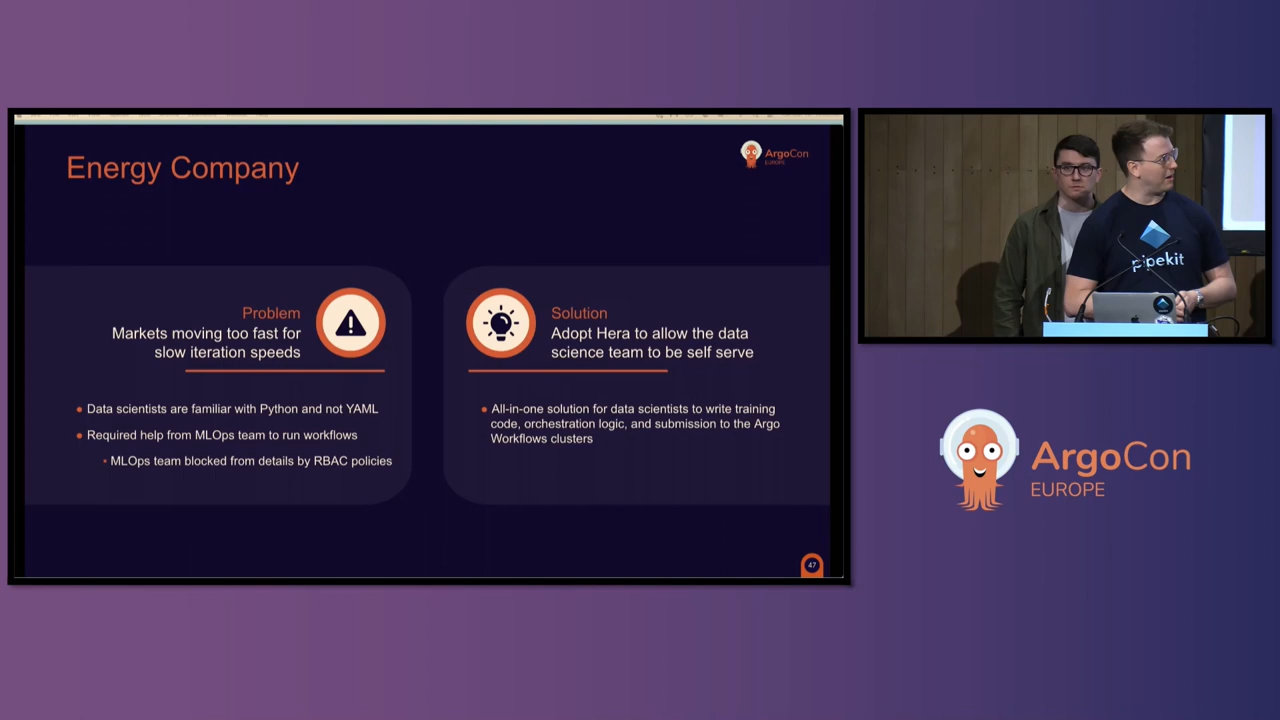 Energy Company
ArgoCon
EUROPE
Problem
Markets moving too fast for
slow iteration speeds
● Data scientists are familiar with Python and not YAML
● Required help from MLOps team to run workflows
• MLOps team blocked from details by RBAC policies
Solution
Adopt Hera to allow the data
science team to be self serve
● All-in-one solution for data scientists to write training
code, orchestration logic, and submission to the Argo
Workflows clusters
47
pipekit
ArgoCon
EUROPE